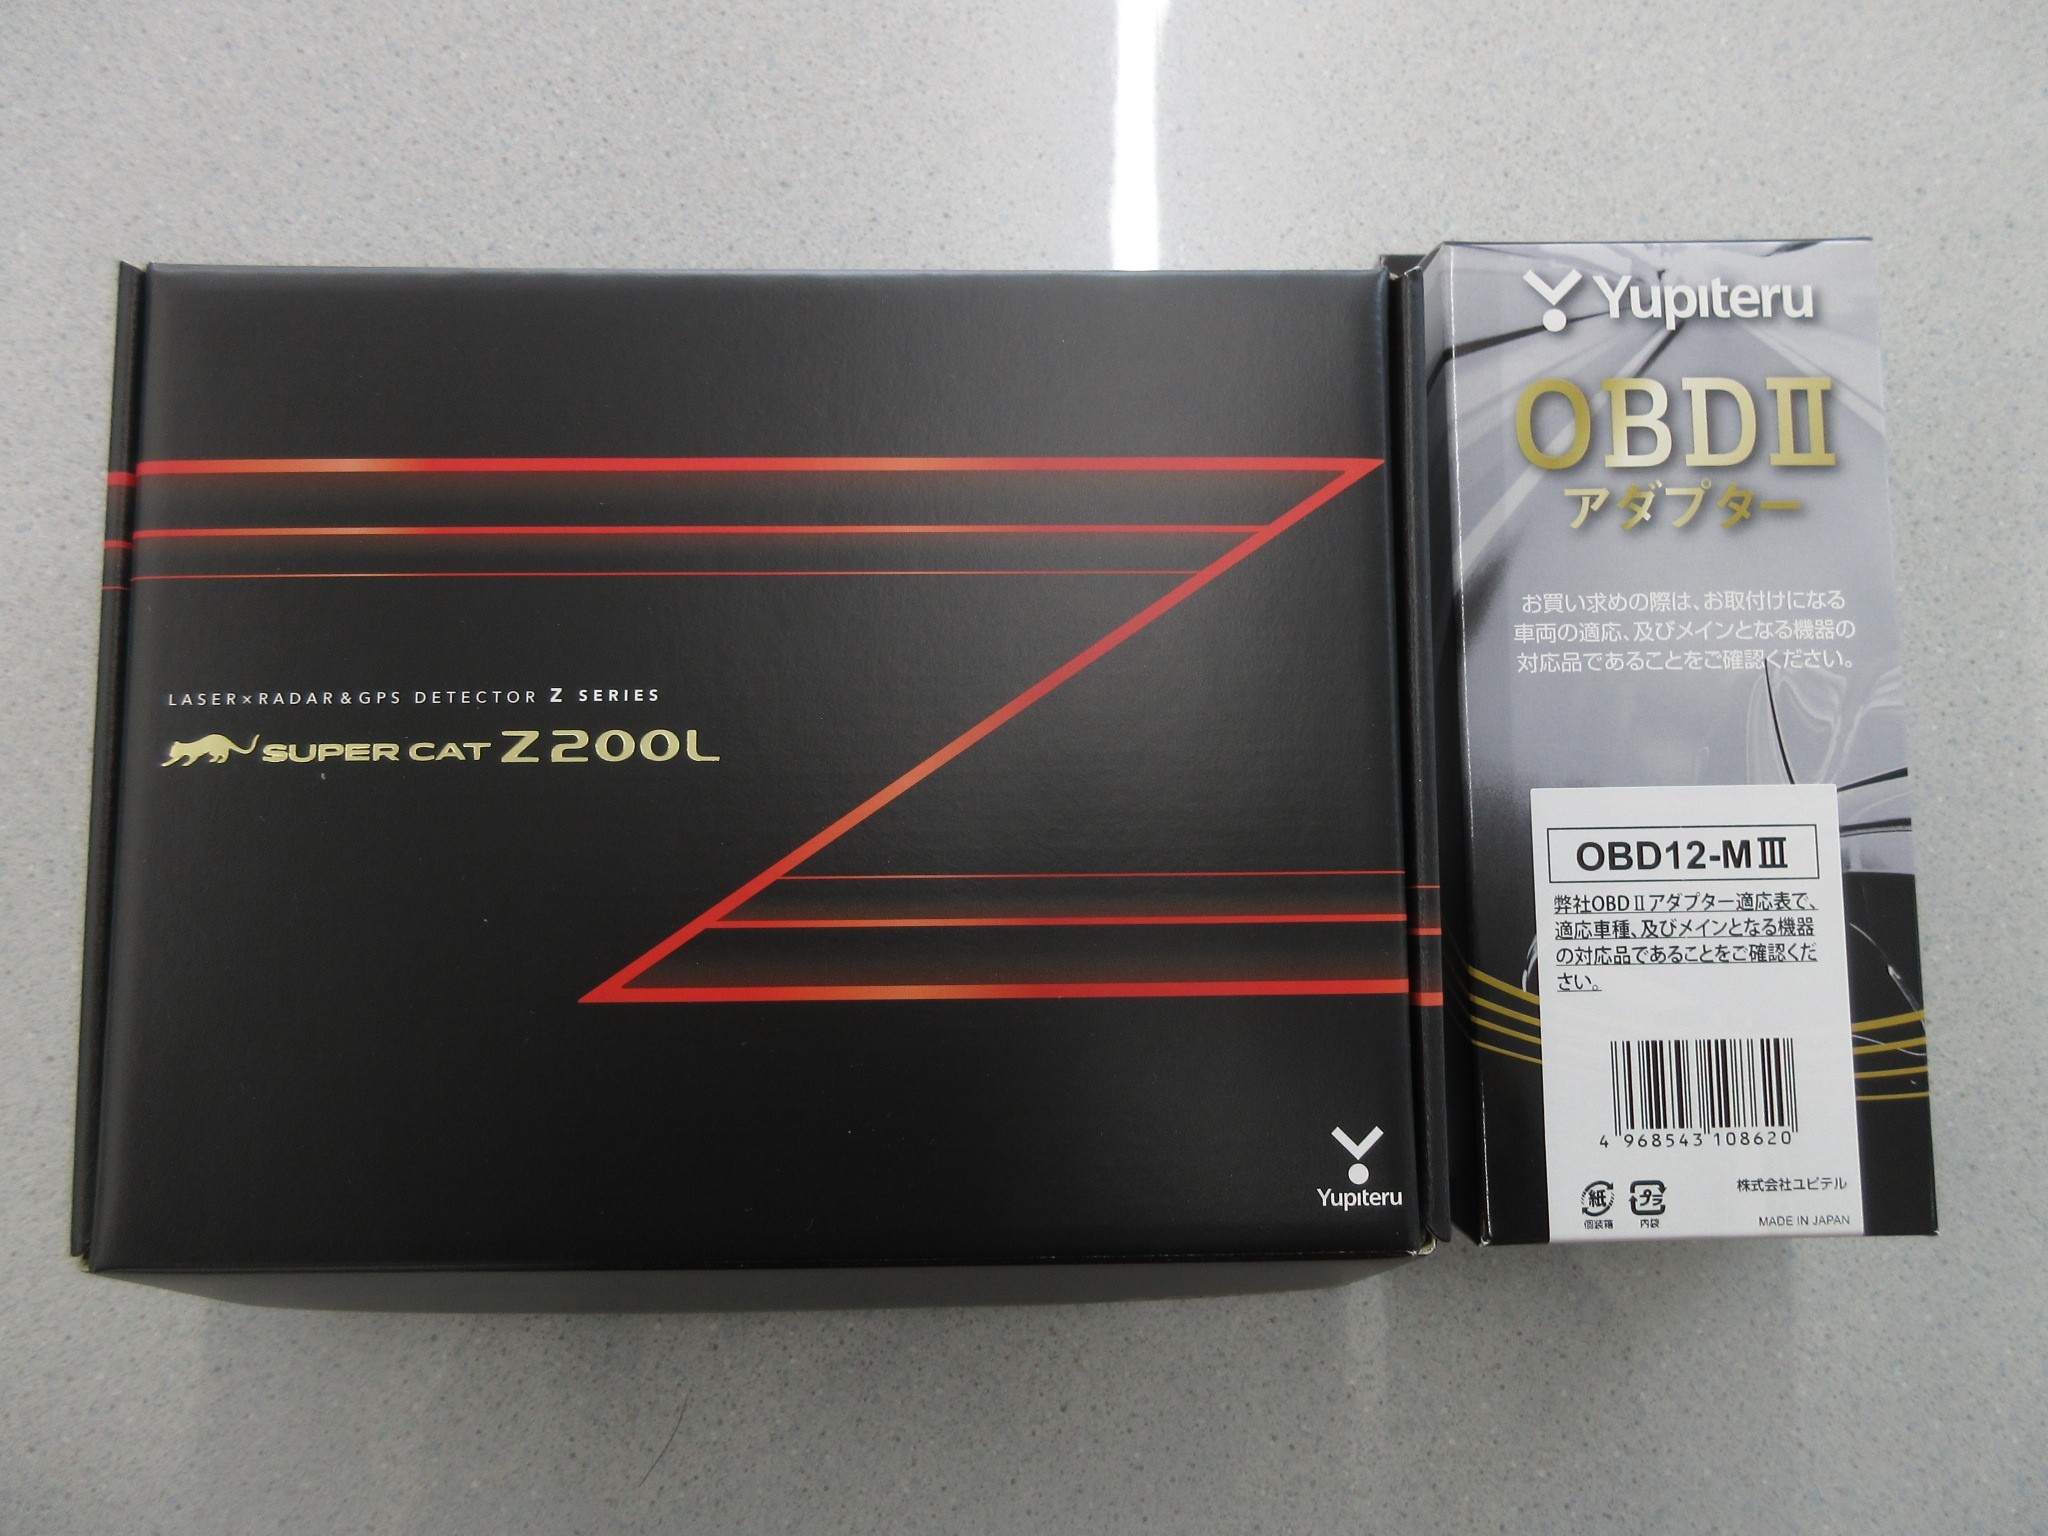 LASER×RADAR&GPS DETECTOR Z SERIES
SUPER CAT Z200L
Yupiteru
Yupiteru
OBDⅡ
アダプター
お買い求めの際は、お取付けになる
車両の適応、及びメインとなる機器の
対応品であることをご確認ください。
OBD12-MⅢ
弊社OBDⅡアダプター適応表で、
適応車種、及びメインとなる機器
の対応品であることをご確認くだ
さい。
4 968543 108620
紙
個装箱
プラ
内袋
株式会社ユピテル
MADE IN JAPAN